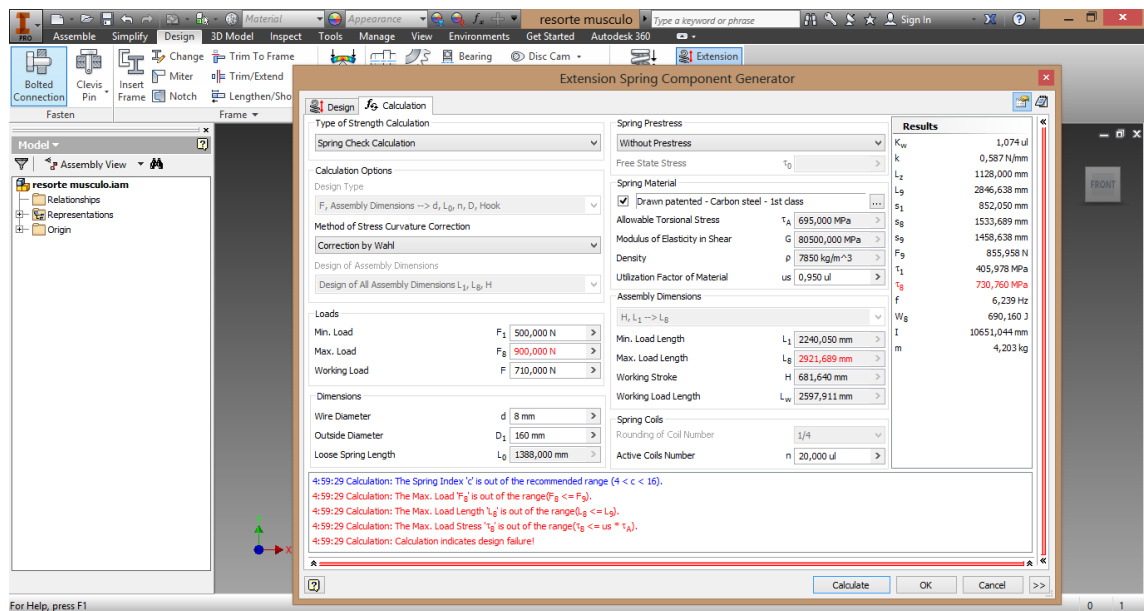 PRO
Material
Appearance
resorte musculo
Type a keyword or phrase
Sign In
Assemble Simplify Design 3D Model Inspect Tools Manage View Environments Get Started Autodesk 360
Bolted Connection
Clevis Pin
Insert Frame
Change
Miter
Notch
Trim To Frame
Trim/Extend
Lengthen/Sho
Bearing
Disc Cam
Extension
Fasten
Frame
Model
Assembly View
resorte musculo.iam
Relationships
Representations
Origin
FRONT
X
Extension Spring Component Generator
Design
Calculation
Type of Strength Calculation
Spring Check Calculation
Calculation Options
Design Type
F, Assembly Dimensions --> d, L0, n, D, Hook
Method of Stress Curvature Correction
Correction by Wahl
Design of Assembly Dimensions
Design of All Assembly Dimensions L1, L8, H
Loads
Min. Load F1 500,000 N
Max. Load F8 900,000 N
Working Load F 710,000 N
Dimensions
Wire Diameter d 8 mm
Outside Diameter D1 160 mm
Loose Spring Length L0 1388,000 mm
Spring Prestress
Without Prestress
Free State Stress τ0
Spring Material
Drawn patented - Carbon steel - 1st class
...
Allowable Torsional Stress τA 695,000 MPa
Modulus of Elasticity in Shear G 80500,000 MPa
Density ρ 7850 kg/m^3
Utilization Factor of Material us 0,950 ul
Assembly Dimensions
H, L1 --> L8
Min. Load Length L1 2240,050 mm
Max. Load Length L8 2921,689 mm
Working Stroke H 681,640 mm
Working Load Length Lw 2597,911 mm
Spring Coils
Rounding of Coil Number 1/4
Active Coils Number n 20,000 ul
Results
Kw 1,074 ul
k 0,587 N/mm
Lz 1128,000 mm
L9 2846,638 mm
s1 852,050 mm
s8 1533,689 mm
s9 1458,638 mm
F9 855,958 N
τ1 405,978 MPa
τ8 730,760 MPa
f 6,239 Hz
W8 690,160 J
l 10651,044 mm
m 4,203 kg
4:59:29 Calculation: The Spring Index 'c' is out of the recommended range (4 < c < 16).
4:59:29 Calculation: The Max. Load 'F8' is out of the range(F8 <= F9).
4:59:29 Calculation: The Max. Load Length 'L8' is out of the range(L8 <= L9).
4:59:29 Calculation: The Max. Load Stress 'τ8' is out of the range(τ8 <= us * τA).
4:59:29 Calculation: Calculation indicates design failure!
Calculate OK Cancel >>
For Help, press F1
0 1